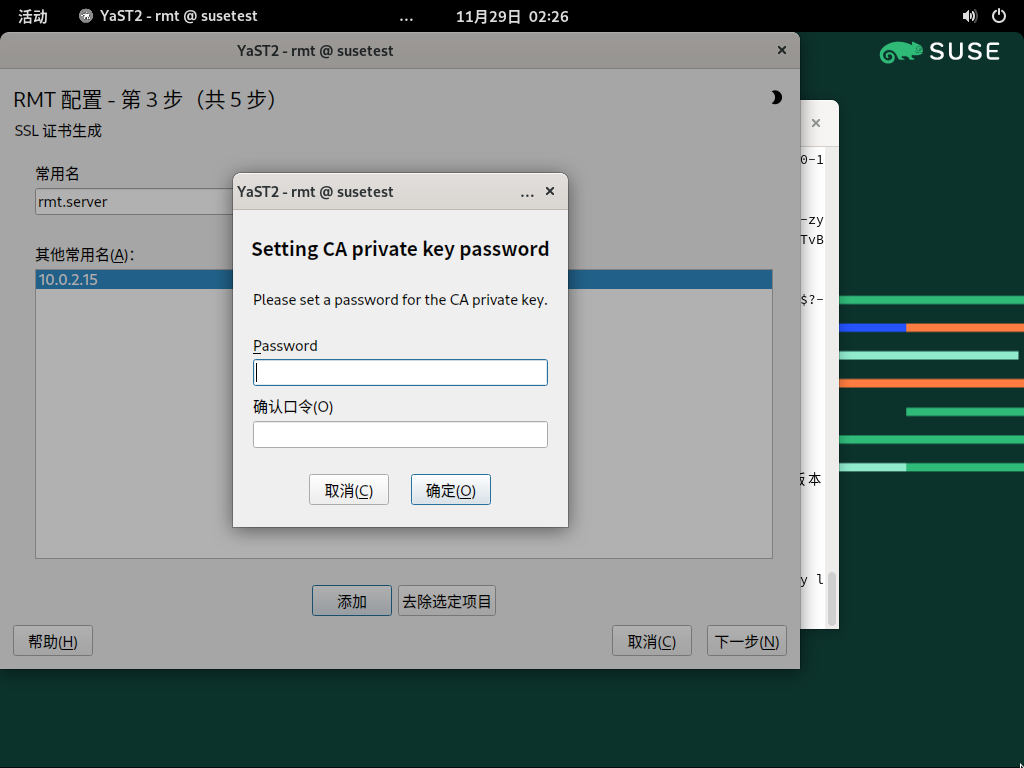 活动
YaST2 - rmt @ susetest
...
11月29日 02:26
YaST2 - rmt @ susetest
SUSE
RMT 配置 - 第 3 步（共 5 步）
SSL 证书生成
常用名
rmt.server
其他常用名(A)：
10.0.2.15
YaST2 - rmt @ susetest
...
Setting CA private key password
Please set a password for the CA private key.
Password
确认口令(O)
取消(C)
确定(O)
添加
去除选定项目
帮助(H)
取消(C)
下一步(N)
0-1
-zy
TvB
$?-
版本
y l